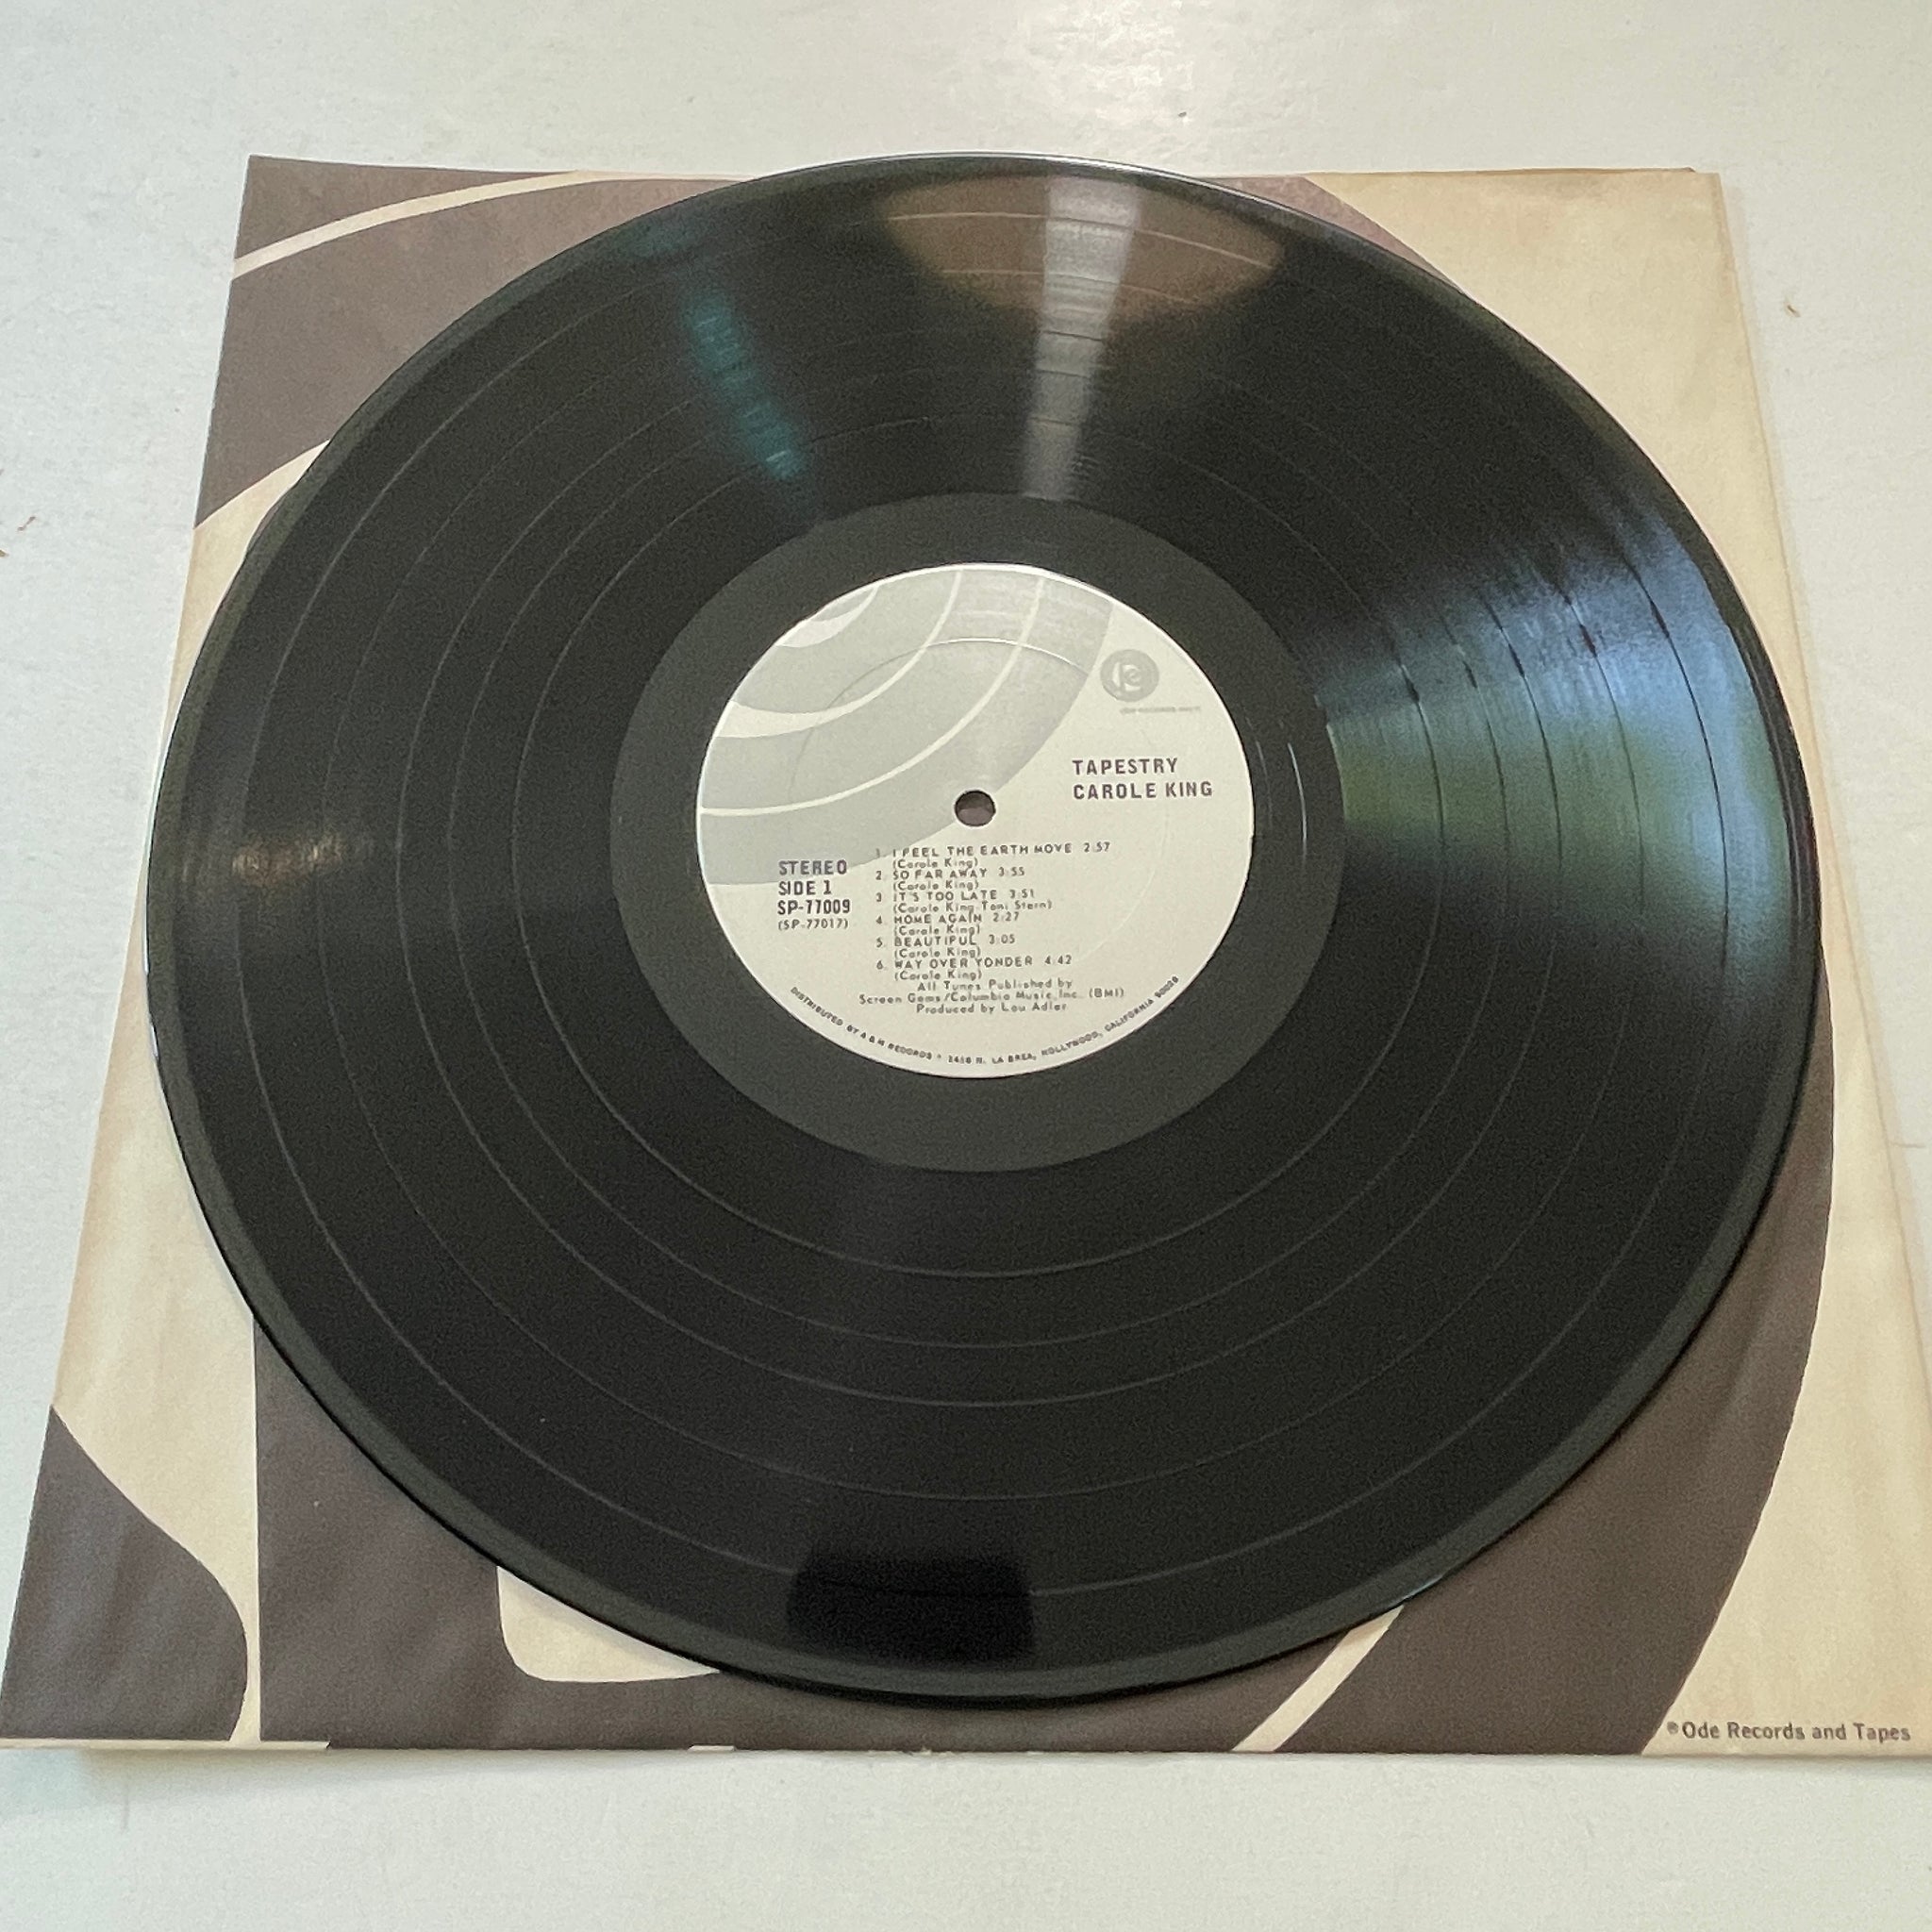 TAPESTRY
CAROLE KING
STEREO
SIDE 1
SP-77009
(SP-77017)
1. I FEEL THE EARTH MOVE 2:57
(Carole King)
2. SO FAR AWAY 3:55
(Carole King)
3. IT'S TOO LATE 3:51
(Carole King-Toni Stern)
4. HOME AGAIN 2:27
(Carole King)
5. BEAUTIFUL 3:05
(Carole King)
6. WAY OVER YONDER 4:42
(Carole King)
All Tunes Published by
Screen Gems/Columbia Music, Inc. (BMI)
Produced by Lou Adler
DISTRIBUTED BY A & M RECORDS • 1416 N. LA BREA, HOLLYWOOD, CALIFORNIA 90028
®Ode Records and Tapes